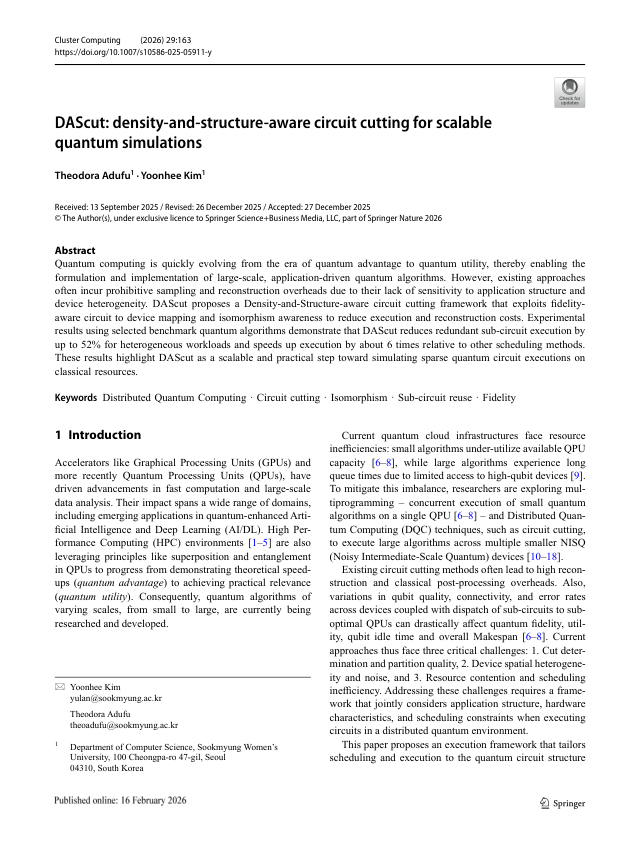 Cluster Computing (2026) 29:163
https://doi.org/10.1007/s10586-025-05911-y
Check for
updates
DAScut: density-and-structure-aware circuit cutting for scalable
quantum simulations
Theodora Adufu1 · Yoonhee Kim1
Received: 13 September 2025 / Revised: 26 December 2025 / Accepted: 27 December 2025
© The Author(s), under exclusive licence to Springer Science+Business Media, LLC, part of Springer Nature 2026
Abstract
Quantum computing is quickly evolving from the era of quantum advantage to quantum utility, thereby enabling the
formulation and implementation of large-scale, application-driven quantum algorithms. However, existing approaches
often incur prohibitive sampling and reconstruction overheads due to their lack of sensitivity to application structure and
device heterogeneity. DAScut proposes a Density-and-Structure-aware circuit cutting framework that exploits fidelity-
aware circuit to device mapping and isomorphism awareness to reduce execution and reconstruction costs. Experimental
results using selected benchmark quantum algorithms demonstrate that DAScut reduces redundant sub-circuit execution by
up to 52% for heterogeneous workloads and speeds up execution by about 6 times relative to other scheduling methods.
These results highlight DAScut as a scalable and practical step toward simulating sparse quantum circuit executions on
classical resources.
Keywords Distributed Quantum Computing · Circuit cutting · Isomorphism · Sub-circuit reuse · Fidelity
1 Introduction
Accelerators like Graphical Processing Units (GPUs) and
more recently Quantum Processing Units (QPUs), have
driven advancements in fast computation and large-scale
data analysis. Their impact spans a wide range of domains,
including emerging applications in quantum-enhanced Arti-
ficial Intelligence and Deep Learning (AI/DL). High Per-
formance Computing (HPC) environments [1–5] are also
leveraging principles like superposition and entanglement
in QPUs to progress from demonstrating theoretical speed-
ups (quantum advantage) to achieving practical relevance
(quantum utility). Consequently, quantum algorithms of
varying scales, from small to large, are currently being
researched and developed.
Yoonhee Kim
yulan@sookmyung.ac.kr
Theodora Adufu
theoadufu@sookmyung.ac.kr
1 Department of Computer Science, Sookmyung Women's
University, 100 Cheongpa-ro 47-gil, Seoul
04310, South Korea
Current quantum cloud infrastructures face resource
inefficiencies: small algorithms under-utilize available QPU
capacity [6–8], while large algorithms experience long
queue times due to limited access to high-qubit devices [9].
To mitigate this imbalance, researchers are exploring mul-
tiprogramming – concurrent execution of small quantum
algorithms on a single QPU [6–8] – and Distributed Quan-
tum Computing (DQC) techniques, such as circuit cutting,
to execute large algorithms across multiple smaller NISQ
(Noisy Intermediate-Scale Quantum) devices [10–18].
Existing circuit cutting methods often lead to high recon-
struction and classical post-processing overheads. Also,
variations in qubit quality, connectivity, and error rates
across devices coupled with dispatch of sub-circuits to sub-
optimal QPUs can drastically affect quantum fidelity, util-
ity, qubit idle time and overall Makespan [6–8]. Current
approaches thus face three critical challenges: 1. Cut deter-
mination and partition quality, 2. Device spatial heterogene-
ity and noise, and 3. Resource contention and scheduling
inefficiency. Addressing these challenges requires a frame-
work that jointly considers application structure, hardware
characteristics, and scheduling constraints when executing
circuits in a distributed quantum environment.
This paper proposes an execution framework that tailors
scheduling and execution to the quantum circuit structure
Published online: 16 February 2026
Springer